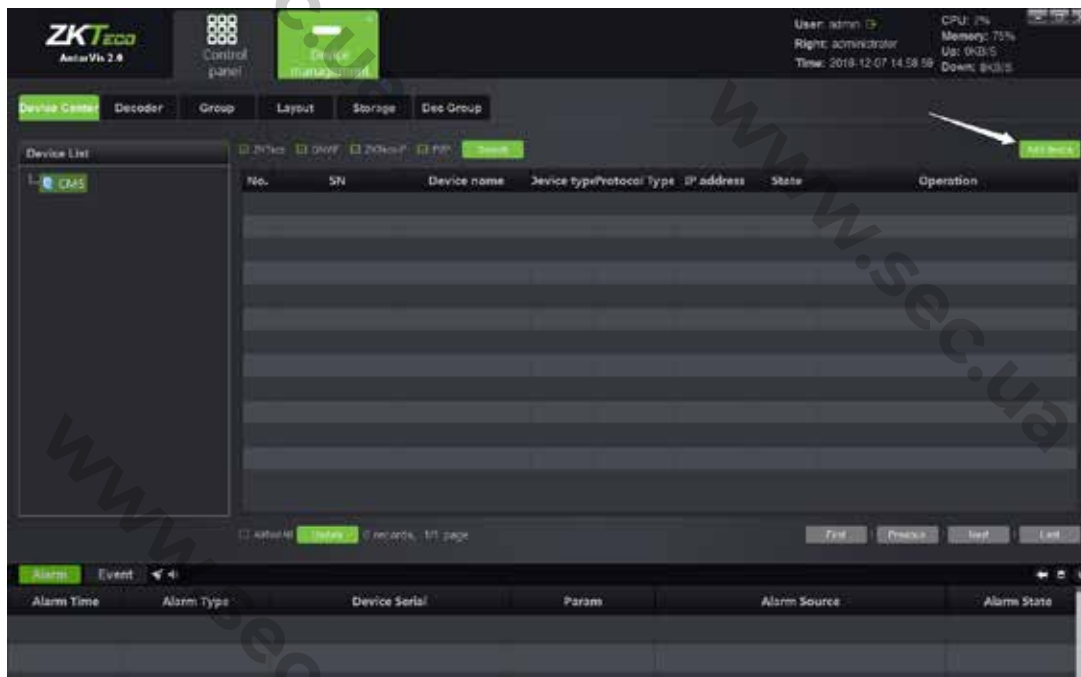 ZKTeco
AntarVis 2.0
Control panel
Device management
User: admin
Right: administrator
Time: 2018-12-07 14:58:59
CPU: 2%
Memory: 75%
Up: 0KB/S
Down: 0KB/S
Device Center Decoder Group Layout Storage Dec Group
Device List
CMS
ZKTeco ONVIF Search
Add device
No. SN Device name Device type Protocol Type IP address State Operation
Update 0 records, 1/1 page
First Previous Next Last
Alarm Event
Alarm Time Alarm Type Device Serial Param Alarm Source Alarm State
www.sec.ua
www.sec.ua